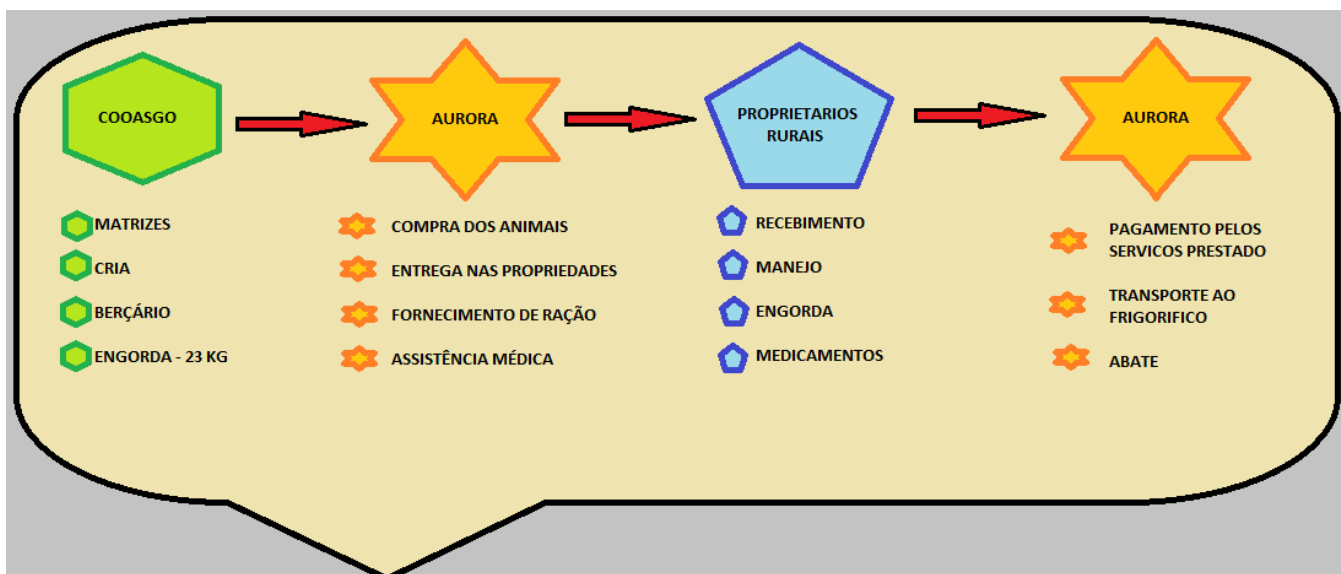 COOASGO
AURORA
PROPRIETARIOS
RURAIS
AURORA
MATRIZES
CRIA
BERÇÁRIO
ENGORDA - 23 KG
COMPRA DOS ANIMAIS
ENTREGA NAS PROPRIEDADES
FORNECIMENTO DE RAÇÃO
ASSISTÊNCIA MÉDICA
RECEBIMENTO
MANEJO
ENGORDA
MEDICAMENTOS
PAGAMENTO PELOS
SERVICOS PRESTADO
TRANSPORTE AO
FRIGORIFICO
ABATE